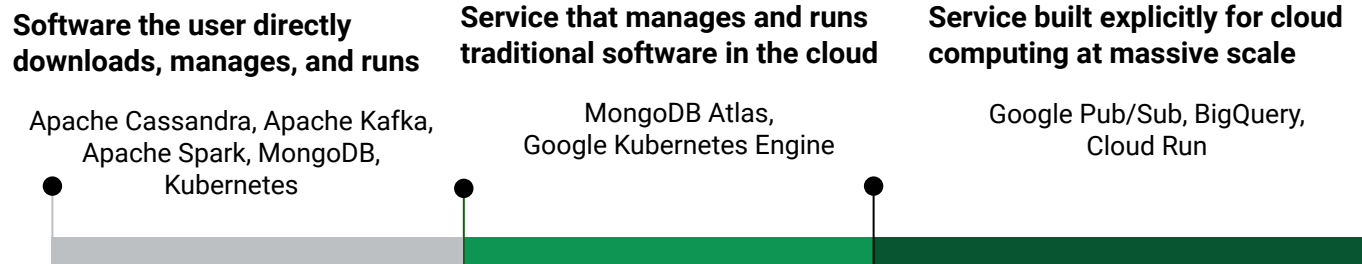 Software the user directly
downloads, manages, and runs
Apache Cassandra, Apache Kafka,
Apache Spark, MongoDB,
Kubernetes
Service that manages and runs
traditional software in the cloud
MongoDB Atlas,
Google Kubernetes Engine
Service built explicitly for cloud
computing at massive scale
Google Pub/Sub, BigQuery,
Cloud Run